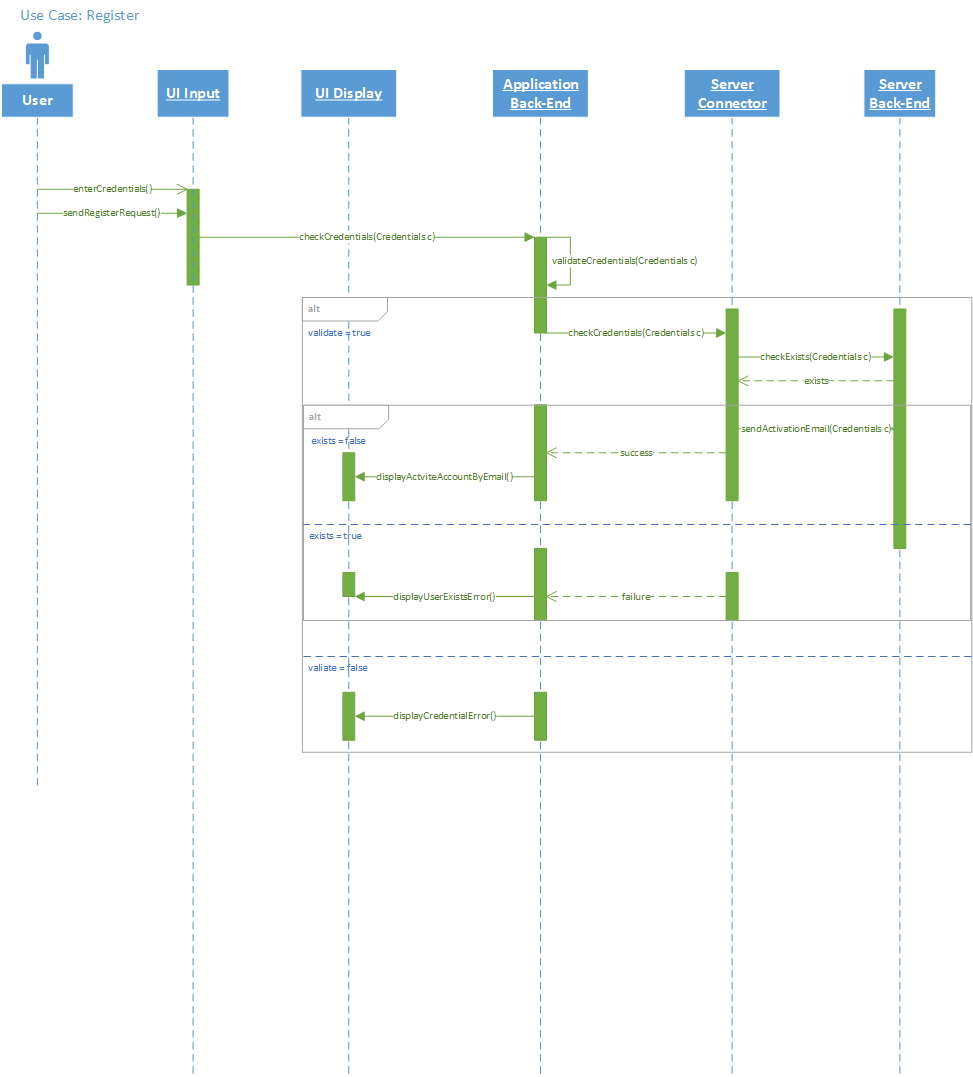 Use Case: Register
User
UI Input
UI Display
Application
Back-End
Server
Connector
Server
Back-End
enterCredentials()
sendRegisterRequest()
checkCredentials(Credentials c)
validateCredentials(Credentials c)
alt
validate = true
checkCredentials(Credentials c)
checkExists(Credentials c)
exists
alt
exists = false
sendActivationEmail(Credentials c)
success
displayActviteAccountByEmail()
exists = true
displayUserExistsError()
failure
valiate = false
displayCredentialError()